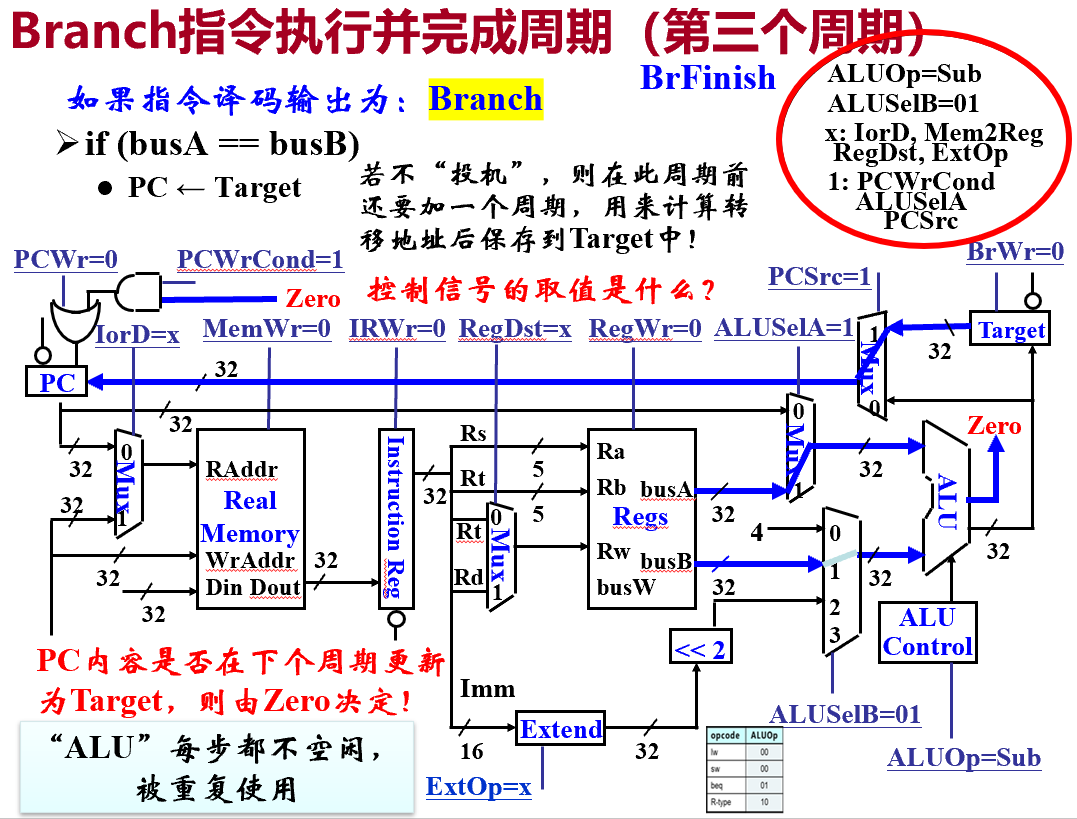 Branch指令执行并完成周期（第三个周期）
BrFinish
ALUOp=Sub
ALUSelB=01
x: IorD, Mem2Reg
RegDst, ExtOp
1: PCWrCond
ALUSelA
PCSrc
如果指令译码输出为：Branch
➢if (busA == busB)
● PC ← Target
若不“投机”，则在此周期前
还要加一个周期，用来计算转
移地址后保存到Target中！
控制信号的取值是什么？
PCWr=0
PCWrCond=1
Zero
PCSrc=1
BrWr=0
IorD=x
MemWr=0
IRWr=0
RegDst=x
RegWr=0
ALUSelA=1
1
Mux
0
32
Target
PC
32
32
32
32
0
Mux
1
RAddr
Real
Memory
WrAddr
Din Dout
32
32
32
Instruction Reg
32
Rs
5
Rt
5
Rt
Rd
0
Mux
1
Ra
Rb
busA
Regs
Rw
busB
busW
32
32
0
Mux
1
32
4
0
1
2
3
32
Zero
ALU
32
ALU
Control
<< 2
Imm
16
Extend
32
ExtOp=x
ALUSelB=01
ALUOp=Sub
PC内容是否在下个周期更新
为Target，则由Zero决定！
“ALU”每步都不空闲，
被重复使用
opcode ALUOp
lw 00
sw 00
beq 01
R-type 10